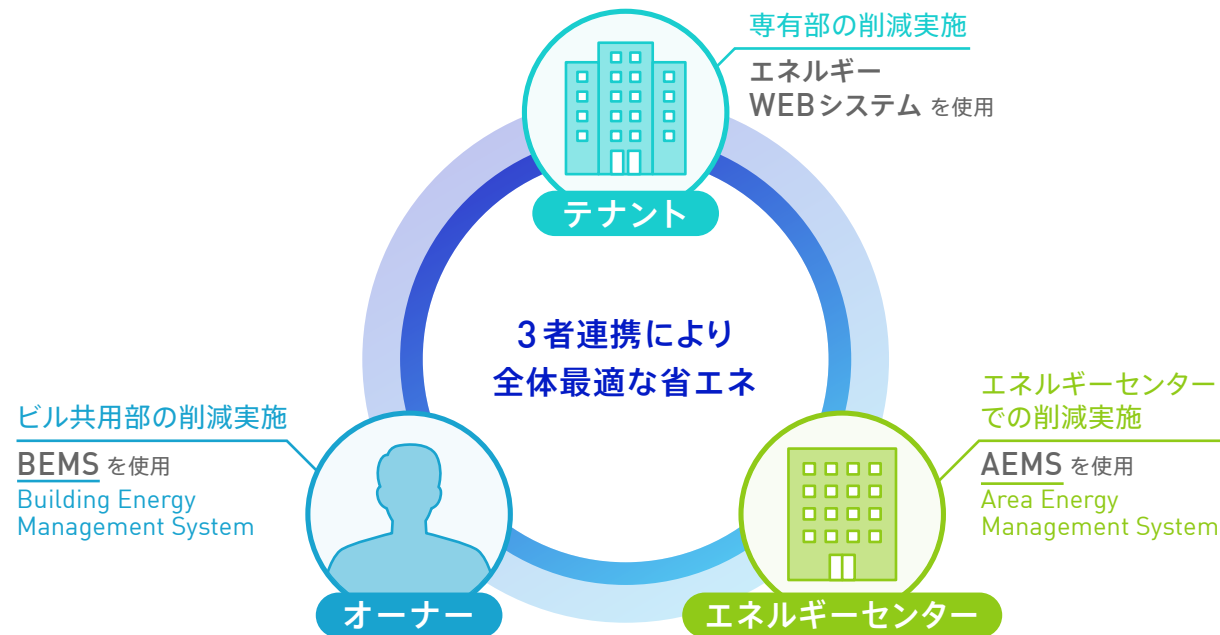 専有部の削減実施
エネルギー
WEBシステム を使用
テナント
3者連携により
全体最適な省エネ
ビル共用部の削減実施
BEMS を使用
Building Energy
Management System
オーナー
エネルギーセンター
での削減実施
AEMS を使用
Area Energy
Management System
エネルギーセンター